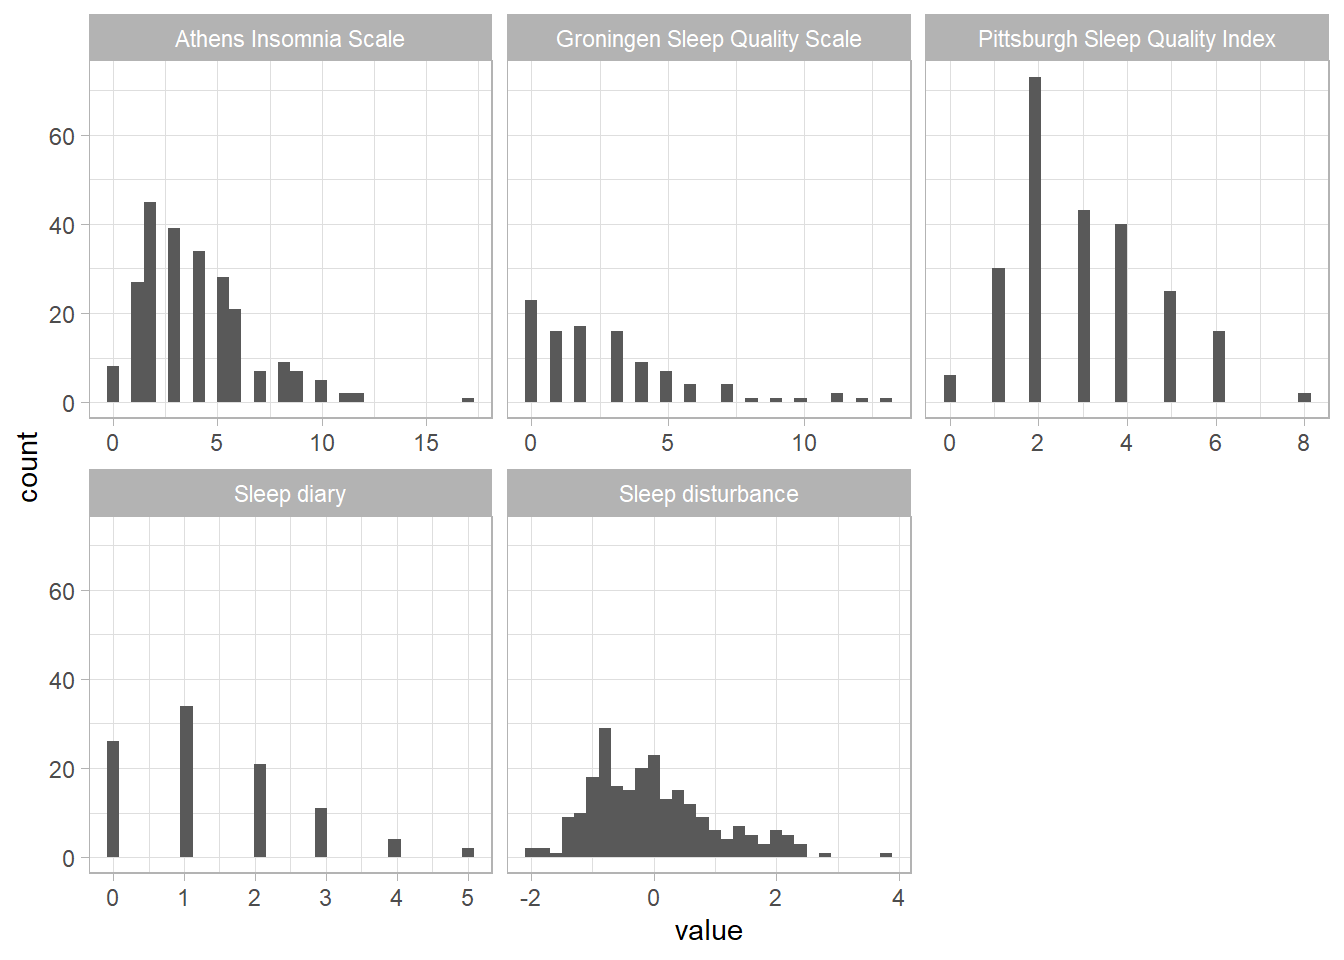 Athens Insomnia Scale
Groningen Sleep Quality Scale
Pittsburgh Sleep Quality Index
60
40
20
0
0 5 10 15
0 5 10
0 2 4 6 8
count
Sleep diary
Sleep disturbance
60
40
20
0
0 1 2 3 4 5
-2 0 2 4
value